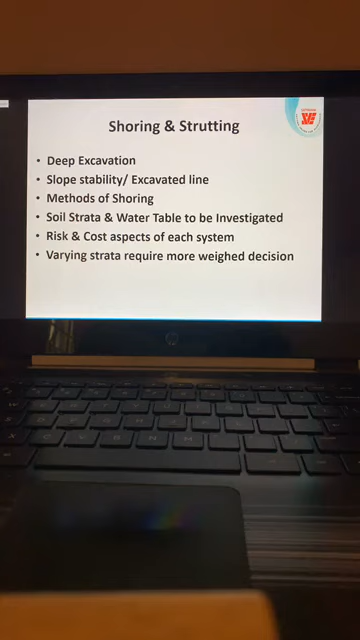 Shoring & Strutting
• Deep Excavation
• Slope stability/ Excavated line
• Methods of Shoring
• Soil Strata & Water Table to be Investigated
• Risk & Cost aspects of each system
• Varying strata require more weighed decision
hp